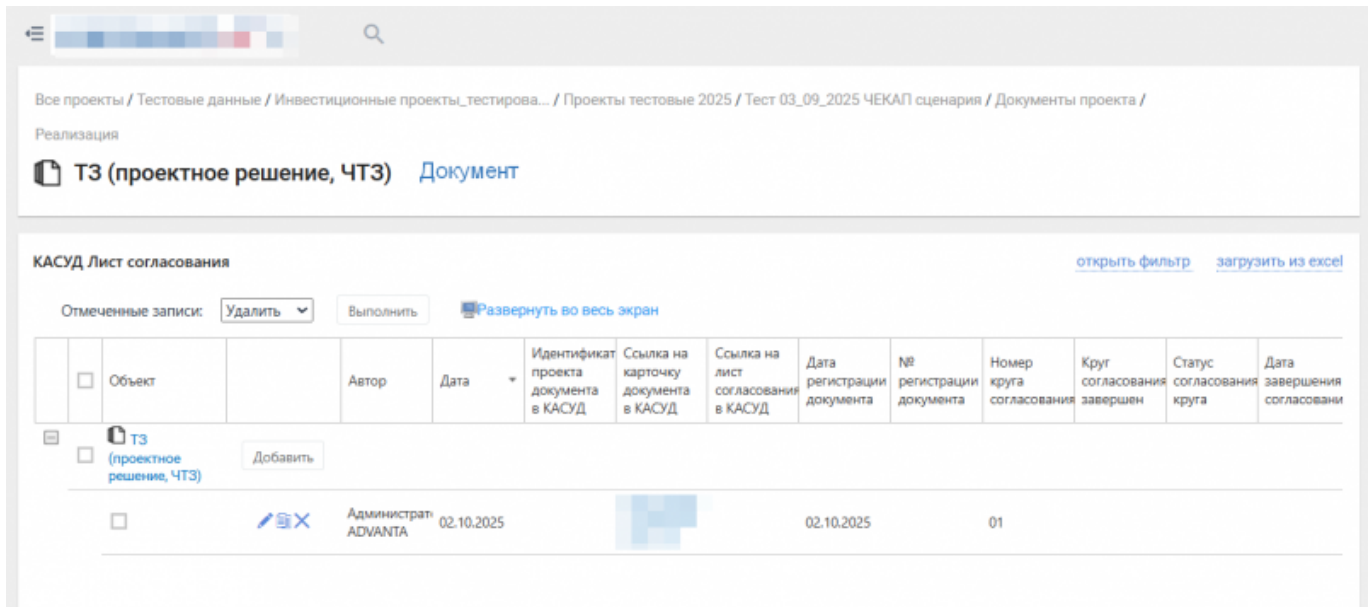 Все проекты / Тестовые данные / Инвестиционные проекты_тестирова... / Проекты тестовые 2025 / Тест 03_09_2025 ЧЕКАП сценария / Документы проекта /
Реализация
ТЗ (проектное решение, ЧТЗ) Документ
КАСУД Лист согласования
открыть фильтр загрузить из excel
Отмеченные записи: Удалить Выполнить Развернуть во весь экран
Объект
Автор
Дата
Идентификат
проекта
документа
в КАСУД
Ссылка на
карточку
документа
в КАСУД
Ссылка на
лист
согласования
в КАСУД
Дата
регистрации
документа
№
регистрации
документа
Номер
круга
согласования
Круг
согласования
завершен
Статус
согласования
круга
Дата
завершения
согласовани
ТЗ
(проектное
решение, ЧТЗ)
Добавить
Администрат
ADVANTA
02.10.2025
02.10.2025
01